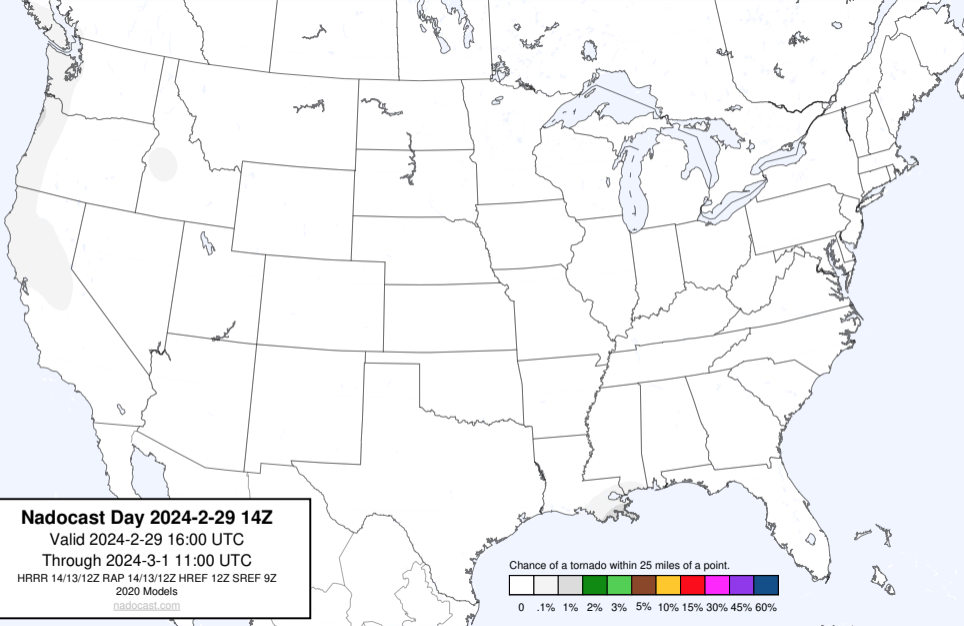 Nadocast Day 2024-2-29 14Z
Valid 2024-2-29 16:00 UTC
Through 2024-3-1 11:00 UTC
HRRR 14/13/12Z RAP 14/13/12Z HREF 12Z SREF 9Z
2020 Models
nadocast.com
Chance of a tornado within 25 miles of a point.
0 .1% 1% 2% 3% 5% 10% 15% 30% 45% 60%